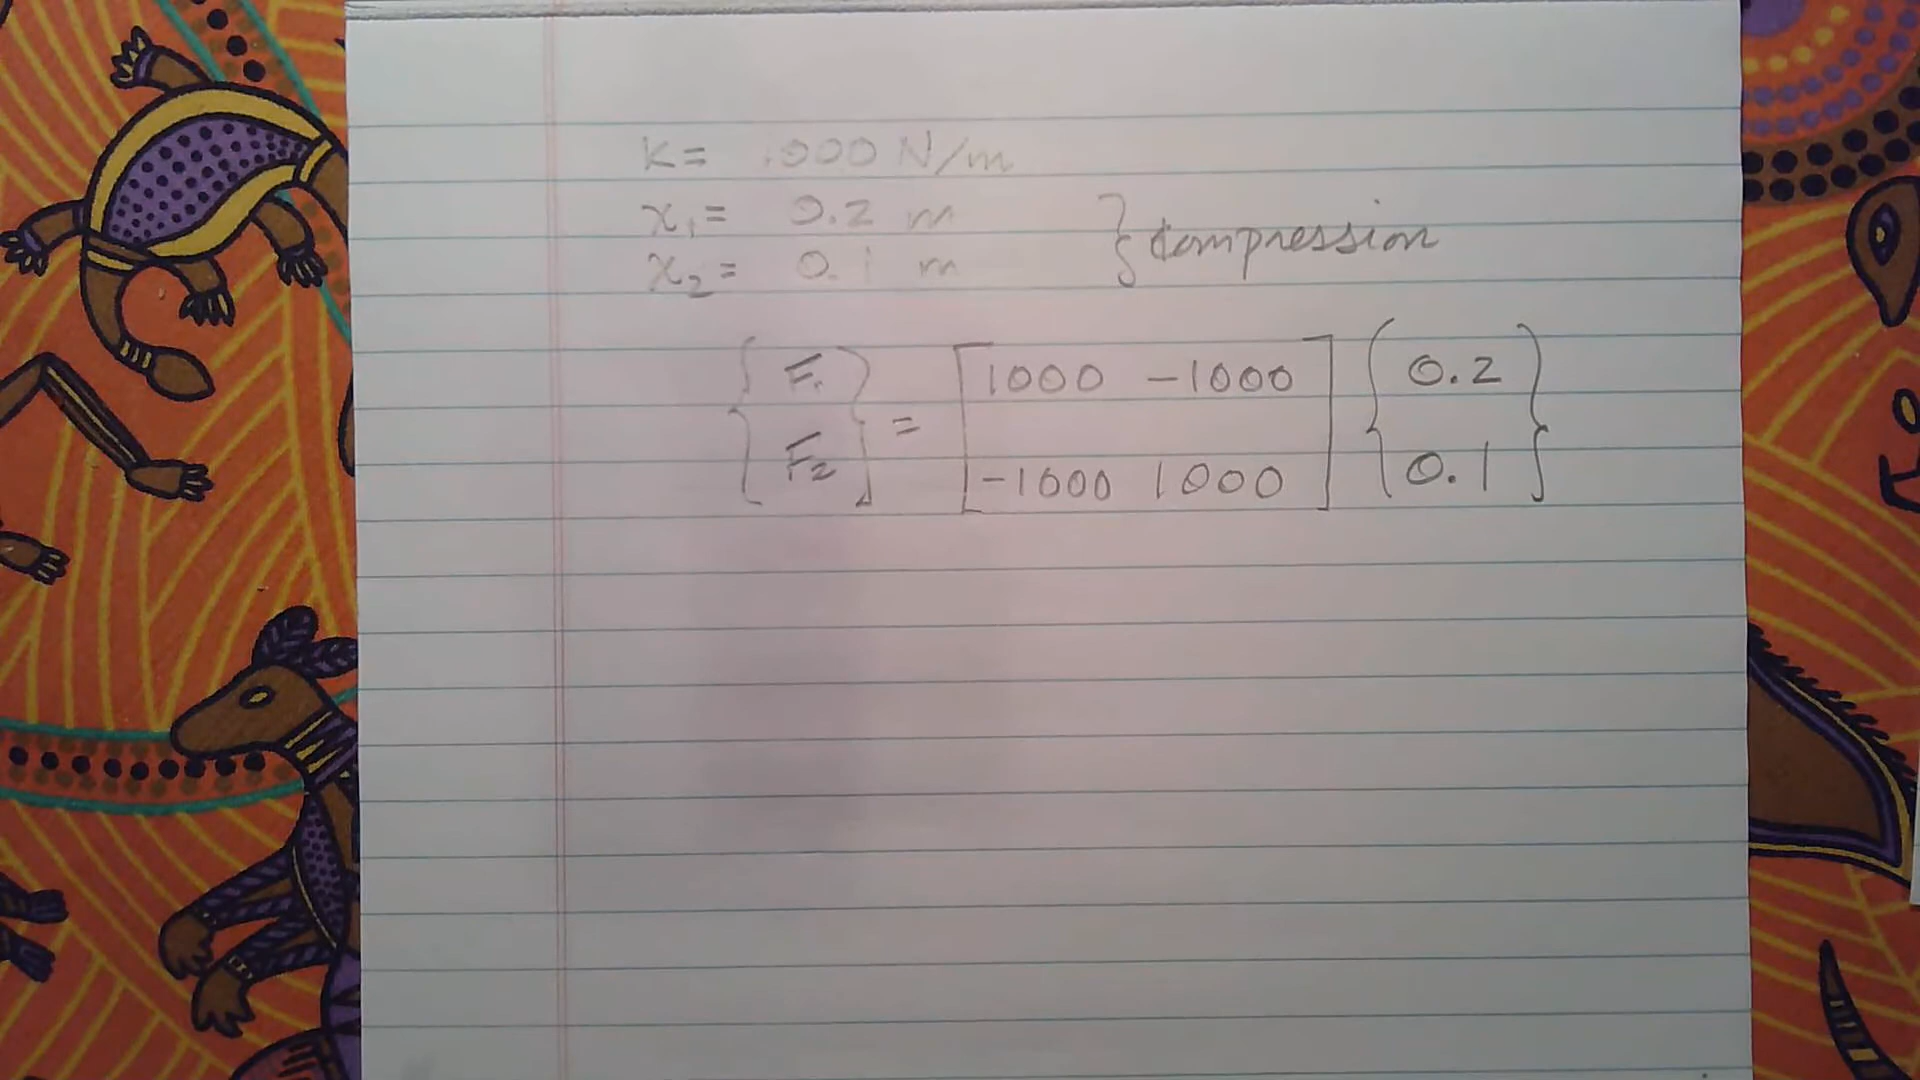 K = 1000 N/m
x₁ = 0.2 m
x₂ = 0.1 m
} compression
{ F₁ F₂ } = [ 1000 -1000 -1000 1000 ] { 0.2 0.1 }